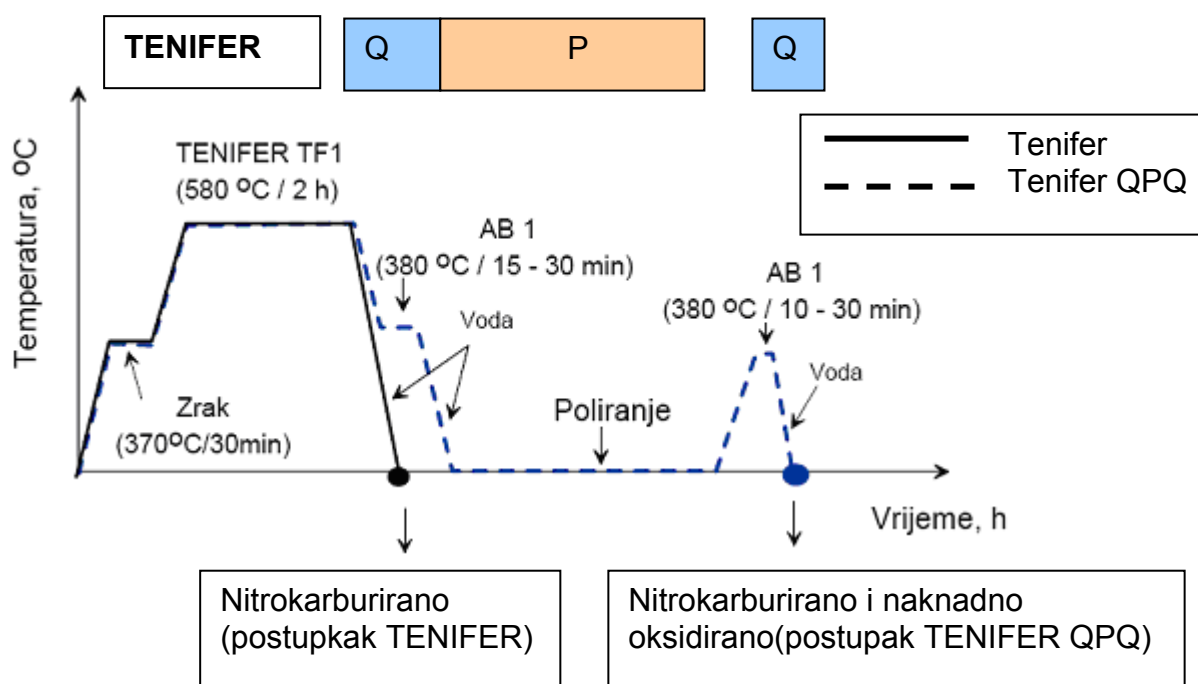 TENIFER
Q
P
Q
Tenifer
Tenifer QPQ
Temperatura, ºC
TENIFER TF1
(580 ºC / 2 h)
AB 1
(380 ºC / 15 - 30 min)
AB 1
(380 ºC / 10 - 30 min)
Voda
Voda
Zrak
(370ºC/30min)
Poliranje
Vrijeme, h
Nitrokarburirano
(postupkak TENIFER)
Nitrokarburirano i naknadno
oksidirano(postupak TENIFER QPQ)